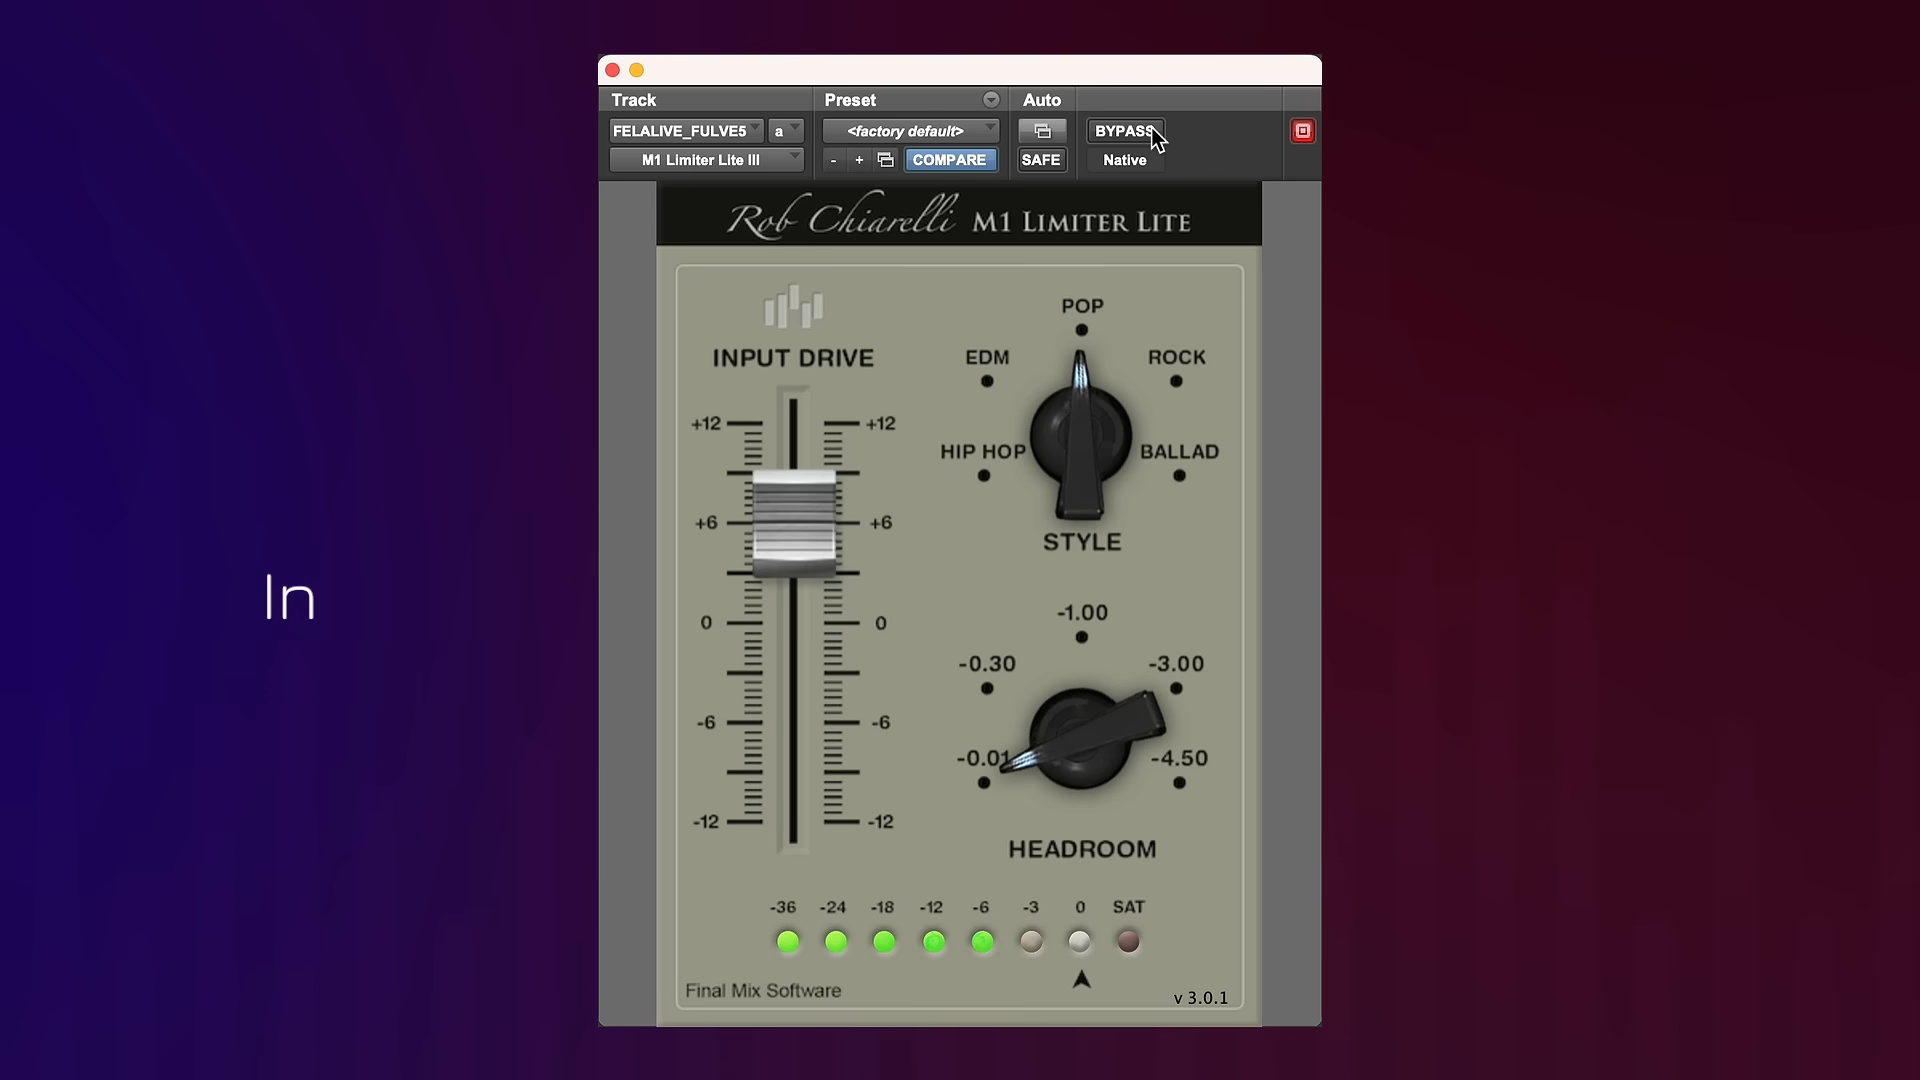 Track
Preset
Auto
FELALIVE_FULVE5
a
<factory default>
BYPASS
M1 Limiter Lite III
- +
COMPARE
SAFE
Native
Rob Chiarelli M1 LIMITER LITE
INPUT DRIVE
+12 +12
+6 +6
0 0
-6 -6
-12 -12
POP
EDM
ROCK
HIP HOP
BALLAD
STYLE
In
-1.00
-0.30
-3.00
-0.01
-4.50
HEADROOM
-36 -24 -18 -12 -6 -3 0 SAT
Final Mix Software
v 3.0.1